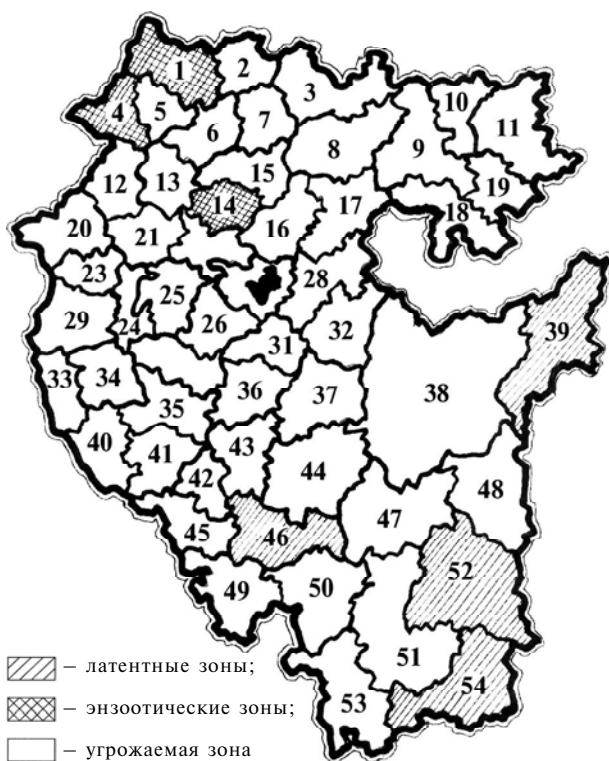 1 2 3
4 5 6 7 8 9 10 11
12 13 14 15 16 17 18 19
20 21
23 24 25 26 28
29 31 32
33 34 35 36 37 38 39
40 41 42 43 44
45 46 47 48
49 50 51 52
53 54
– латентные зоны;
– энзоотические зоны;
– угрожаемая зона